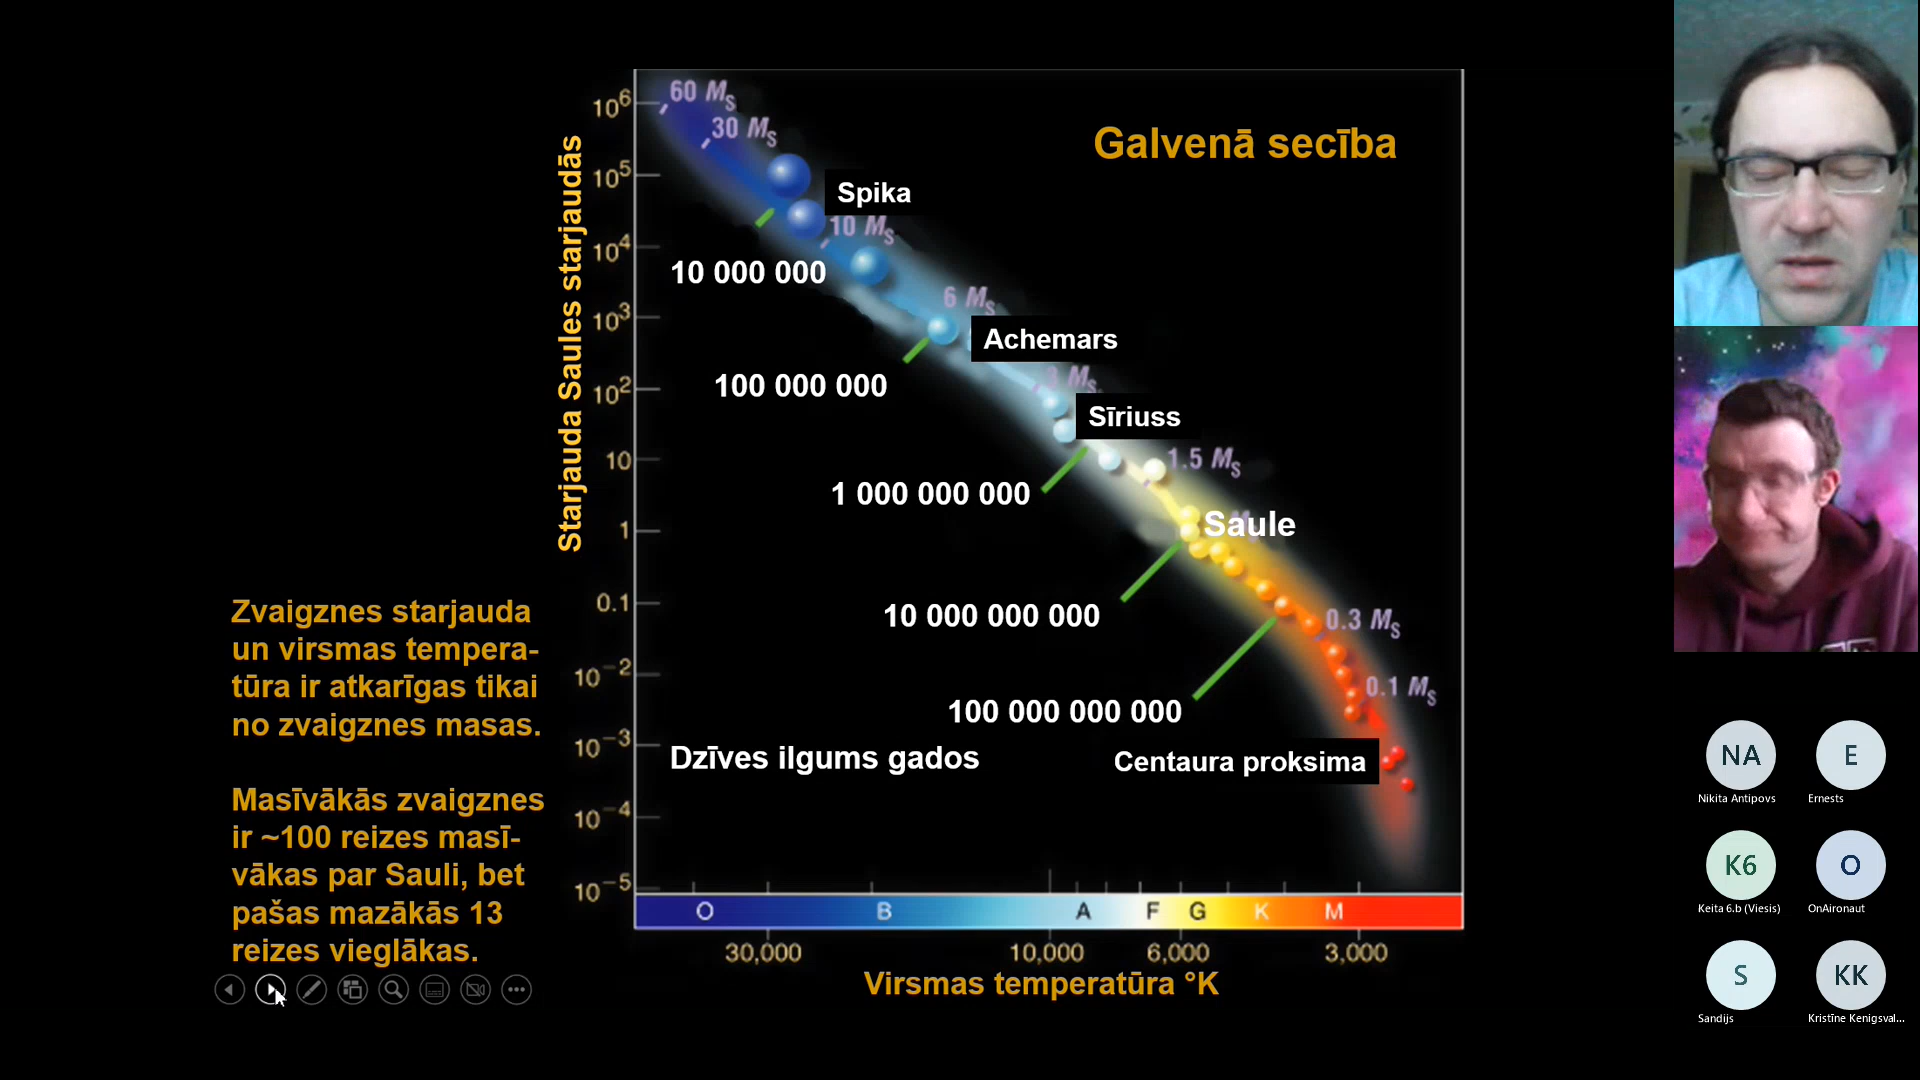 Galvenā secība
Starjauda Saules starjaudās
10⁶
10⁵
10⁴
10³
10²
10
1
0.1
10⁻²
10⁻³
10⁻⁴
10⁻⁵
60 Mₛ
30 Mₛ
Spika
10 Mₛ
10 000 000
6 Mₛ
Achemars
100 000 000
3 Mₛ
Sīriuss
1.5 Mₛ
1 000 000 000
Saule
10 000 000 000
0.3 Mₛ
0.1 Mₛ
100 000 000 000
Dzīves ilgums gados
Centaura proksima
O B A F G K M
30,000 10,000 6,000 3,000
Virsmas temperatūra °K
Zvaigznes starjauda
un virsmas tempera-
tūra ir atkarīgas tikai
no zvaigznes masas.
Masīvākās zvaigznes
ir ~100 reizes masī-
vākas par Sauli, bet
pašas mazākās 13
reizes vieglākas.
NA
Nikita Antipovs
E
Ernests
K6
Keita 6.b (Viesis)
O
OnAironaut
S
Sandijs
KK
Kristīne Kenigsval...